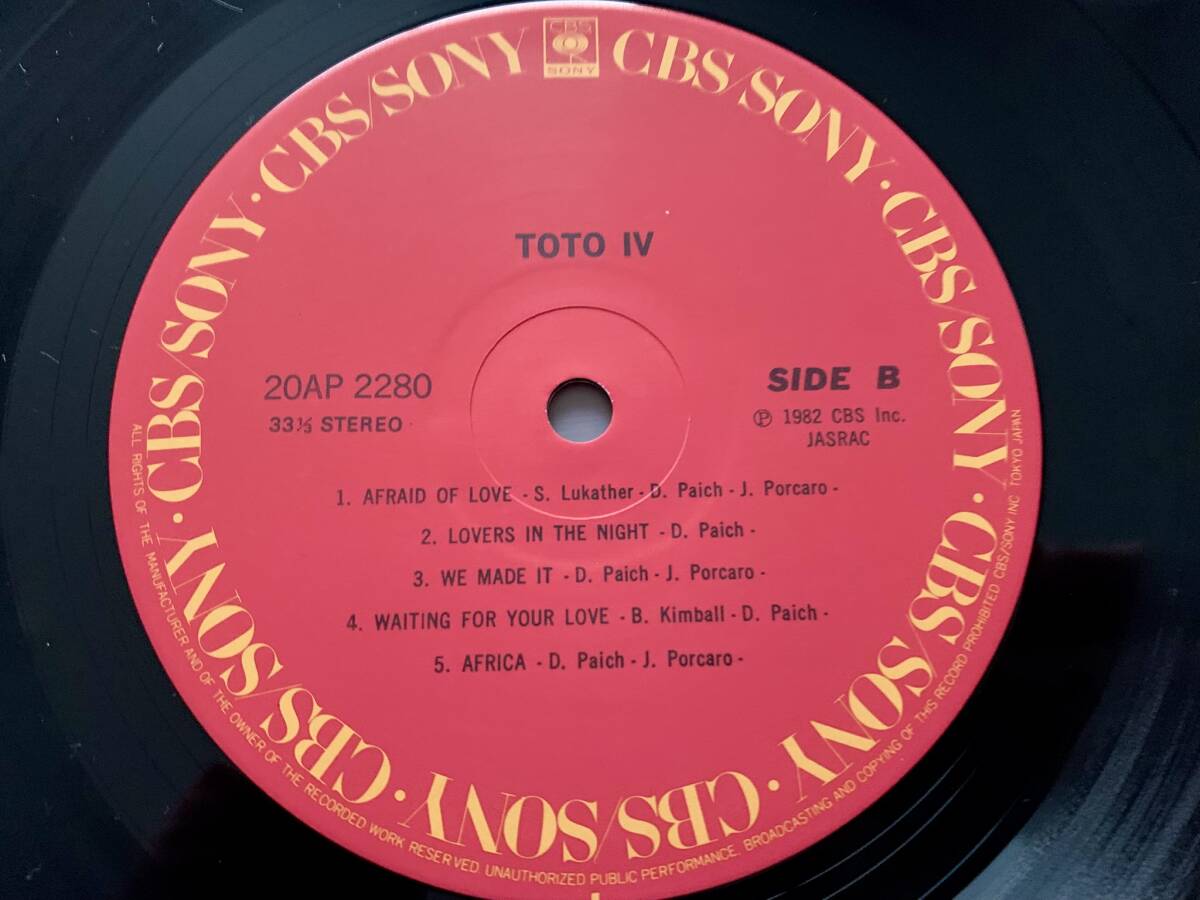 CBS
SONY
CBS/SONY · CBS/SONY · CBS/SONY · CBS/SONY · CBS/SONY · CBS/SONY · CBS/SONY · CBS/SONY · CBS/SONY · CBS/SONY
TOTO IV
20AP 2280
33⅓ STEREO
SIDE B
Ⓟ 1982 CBS Inc.
JASRAC
1. AFRAID OF LOVE - S. Lukather - D. Paich - J. Porcaro -
2. LOVERS IN THE NIGHT - D. Paich -
3. WE MADE IT - D. Paich - J. Porcaro -
4. WAITING FOR YOUR LOVE - B. Kimball - D. Paich -
5. AFRICA - D. Paich - J. Porcaro -
ALL RIGHTS OF THE MANUFACTURER AND OF THE OWNER OF THE RECORDED WORK RESERVED. UNAUTHORIZED PUBLIC PERFORMANCE, BROADCASTING AND COPYING OF THIS RECORD PROHIBITED CBS/SONY INC TOKYO JAPAN